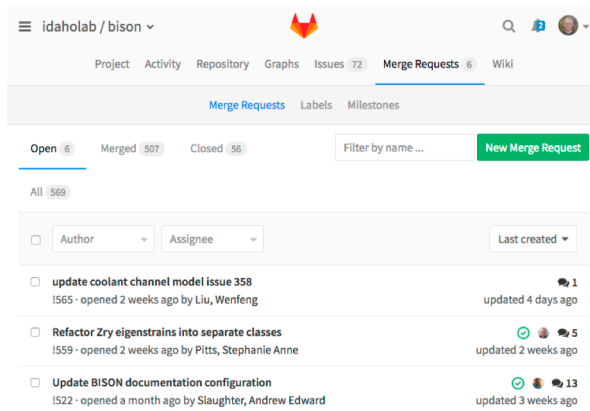 idaholab / bison
2
Project Activity Repository Graphs Issues 72 Merge Requests 6 Wiki
Merge Requests Labels Milestones
Open 6 Merged 507 Closed 56 Filter by name ... New Merge Request
All 569
Author Assignee Last created
update coolant channel model issue 358 1
!565 · opened 2 weeks ago by Liu, Wenfeng updated 4 days ago
Refactor Zry eigenstrains into separate classes 5
!559 · opened 2 weeks ago by Pitts, Stephanie Anne updated 2 weeks ago
Update BISON documentation configuration 13
!522 · opened a month ago by Slaughter, Andrew Edward updated 3 weeks ago